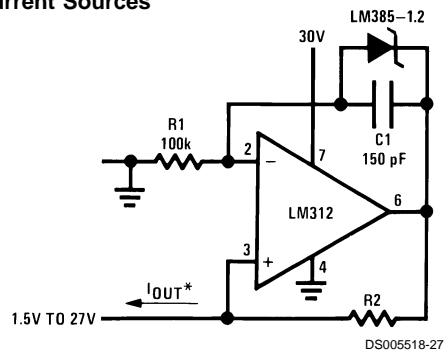 urrent Sources
LM385–1.2
30V
R1
100k
C1
150 pF
2
7
–
LM312
6
3
+
4
IOUT*
R2
1.5V TO 27V
DS005518-27